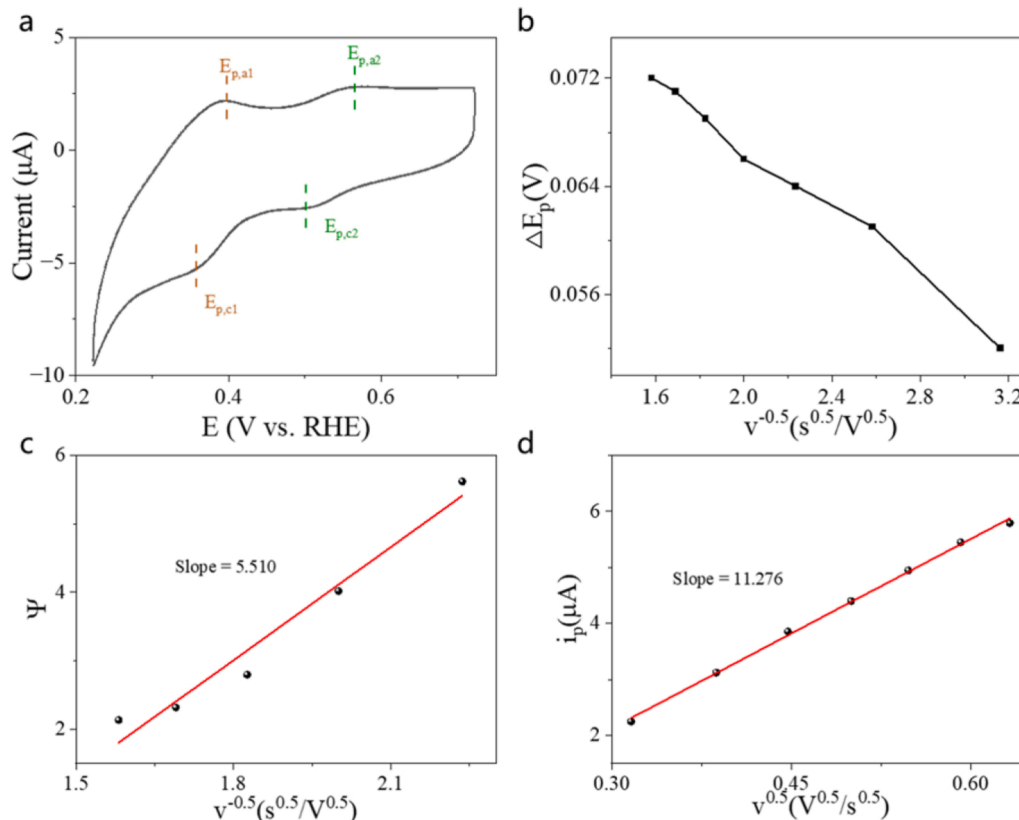 a
E_p,a1
E_p,a2
E_p,c2
E_p,c1
5
0
−5
−10
Current (μA)
0.2
0.4
0.6
E (V vs. RHE)
b
0.072
0.064
0.056
△E_p(V)
1.6
2.0
2.4
2.8
3.2
v^-0.5(s^0.5/V^0.5)
c
6
4
2
Ψ
Slope = 5.510
1.5
1.8
2.1
v^-0.5(s^0.5/V^0.5)
d
6
4
2
i_p(μA)
Slope = 11.276
0.30
0.45
0.60
v^0.5(V^0.5/s^0.5)